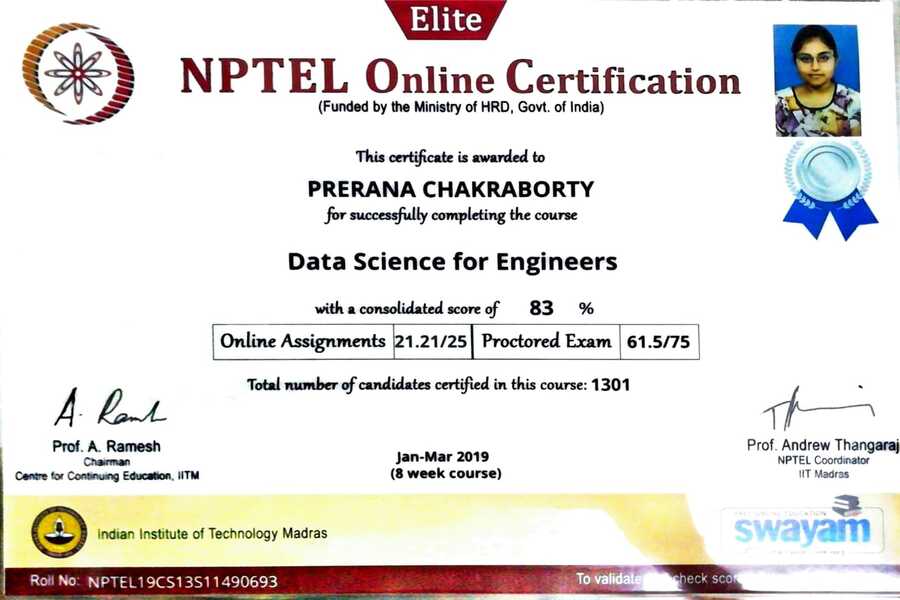 Elite
NPTEL Online Certification
(Funded by the Ministry of HRD, Govt. of India)
This certificate is awarded to
PRERANA CHAKRABORTY
for successfully completing the course
Data Science for Engineers
with a consolidated score of 83 %
Online Assignments 21.21/25 Proctored Exam 61.5/75
Total number of candidates certified in this course: 1301
A. Ramesh
Prof. A. Ramesh
Chairman
Centre for Continuing Education, IITM
Jan-Mar 2019
(8 week course)
Prof. Andrew Thangaraj
NPTEL Coordinator
IIT Madras
Indian Institute of Technology Madras
swayam
Roll No: NPTEL19CS13S11490693
To validate check